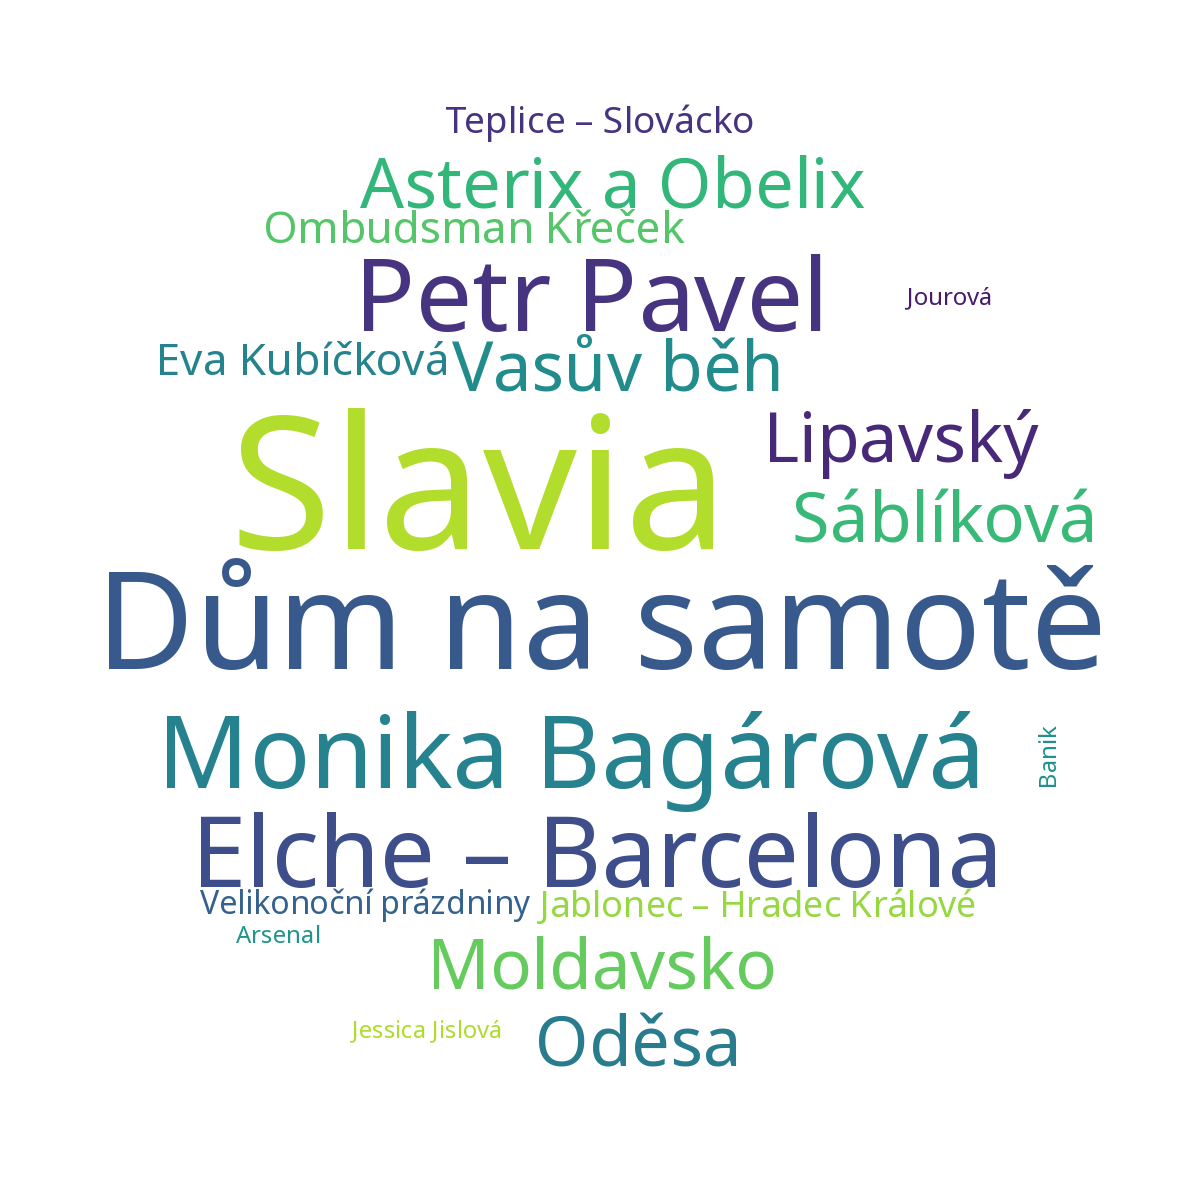 Teplice – Slovácko
Asterix a Obelix
Ombudsman Křeček
Petr Pavel
Jourová
Eva Kubíčková
Vasův běh
Slavia
Lipavský
Sáblíková
Dům na samotě
Monika Bagárová
Banik
Elche – Barcelona
Velikonoční prázdniny
Jablonec – Hradec Králové
Arsenal
Moldavsko
Jessica Jislová
Oděsa